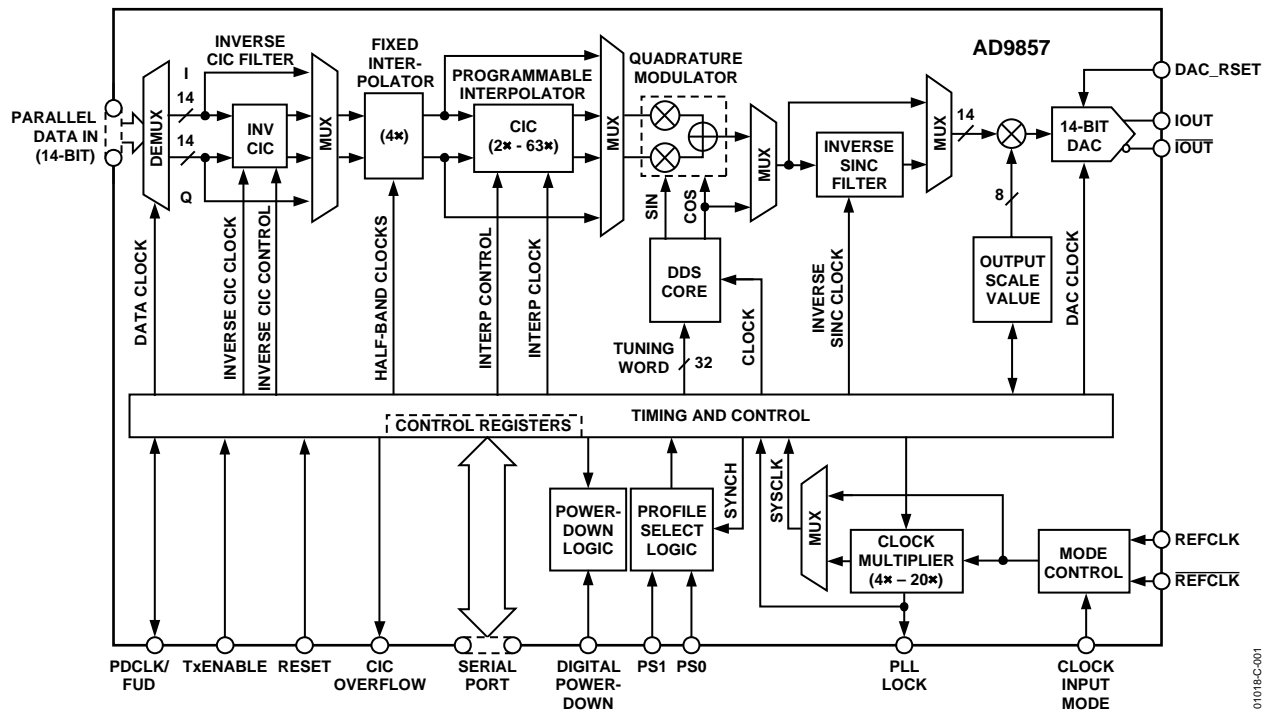 AD9857
PARALLEL
DATA IN
(14-BIT)
DEMUX
I
14
14
Q
INVERSE
CIC FILTER
INV
CIC
MUX
FIXED
INTER-
POLATOR
(4×)
PROGRAMMABLE
INTERPOLATOR
CIC
(2× - 63×)
MUX
QUADRATURE
MODULATOR
SIN
COS
DDS
CORE
MUX
INVERSE
SINC
FILTER
MUX
14
8
14-BIT
DAC
DAC_RSET
IOUT
IOUT
OUTPUT
SCALE
VALUE
DATA CLOCK
INVERSE CIC CLOCK
INVERSE CIC CONTROL
HALF-BAND CLOCKS
INTERP CONTROL
INTERP CLOCK
TUNING
WORD
32
CLOCK
INVERSE
SINC CLOCK
DAC CLOCK
TIMING AND CONTROL
CONTROL REGISTERS
POWER-
DOWN
LOGIC
PROFILE
SELECT
LOGIC
SYNCH
SYSCLK
MUX
CLOCK
MULTIPLIER
(4× – 20×)
MODE
CONTROL
REFCLK
REFCLK
PDCLK/
FUD
TxENABLE
RESET
CIC
OVERFLOW
SERIAL
PORT
DIGITAL
POWER-
DOWN
PS1
PS0
PLL
LOCK
CLOCK
INPUT
MODE
01018-C-001